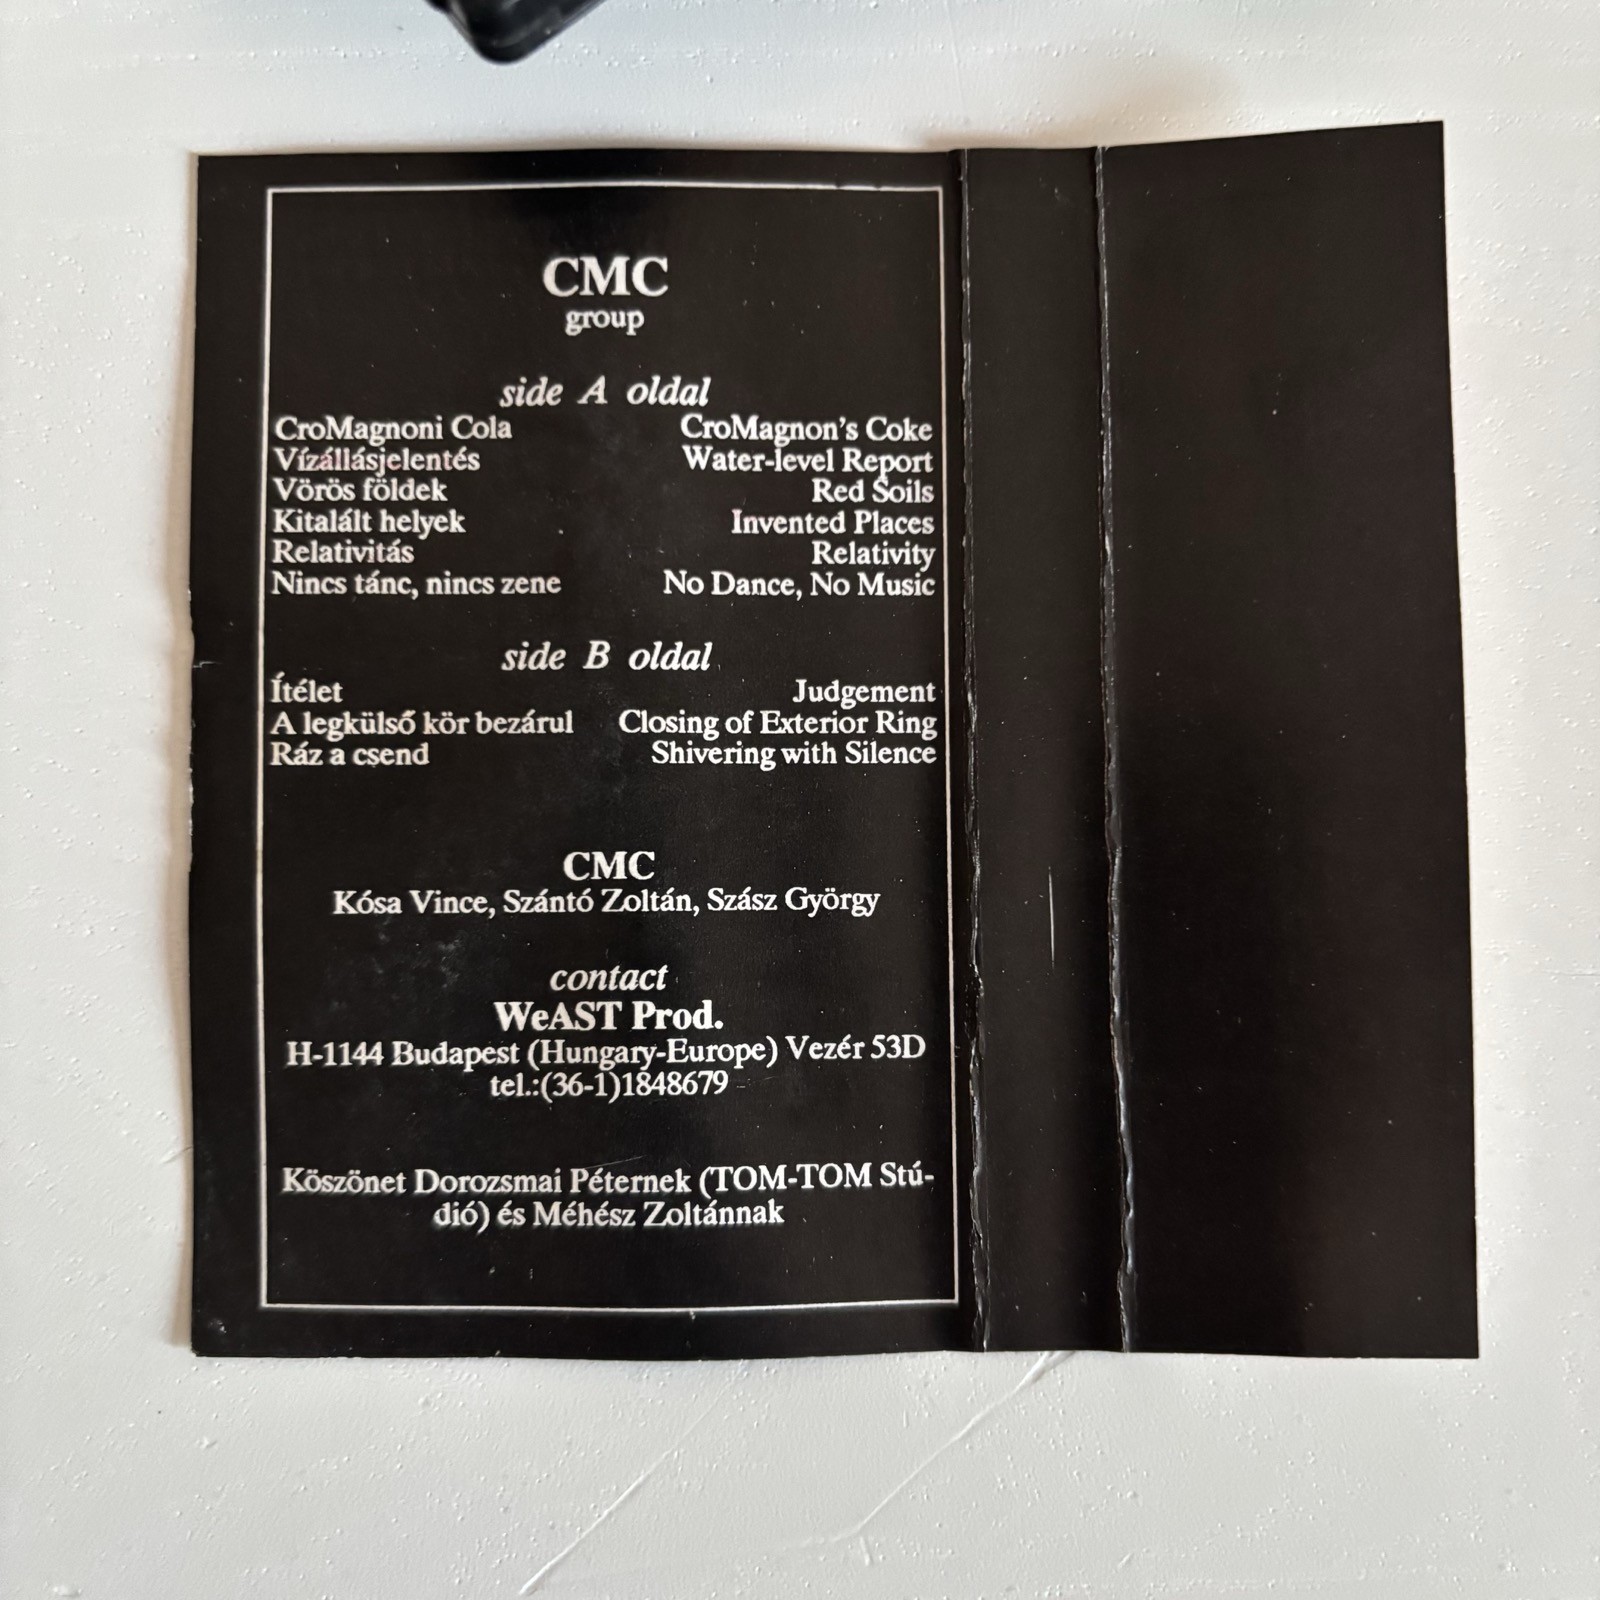 CMC
group
side A oldal
CroMagnoni Cola CroMagnon's Coke
Vízállásjelentés Water-level Report
Vörös földek Red Soils
Kitalált helyek Invented Places
Relativitás Relativity
Nincs tánc, nincs zene No Dance, No Music
side B oldal
Ítélet Judgement
A legkülső kör bezárul Closing of Exterior Ring
Ráz a csend Shivering with Silence
CMC
Kósa Vince, Szántó Zoltán, Szász György
contact
WeAST Prod.
H-1144 Budapest (Hungary-Europe) Vezér 53D
tel.:(36-1)1848679
Köszönet Dorozsmai Péternek (TOM-TOM Stú-
dió) és Méhész Zoltánnak